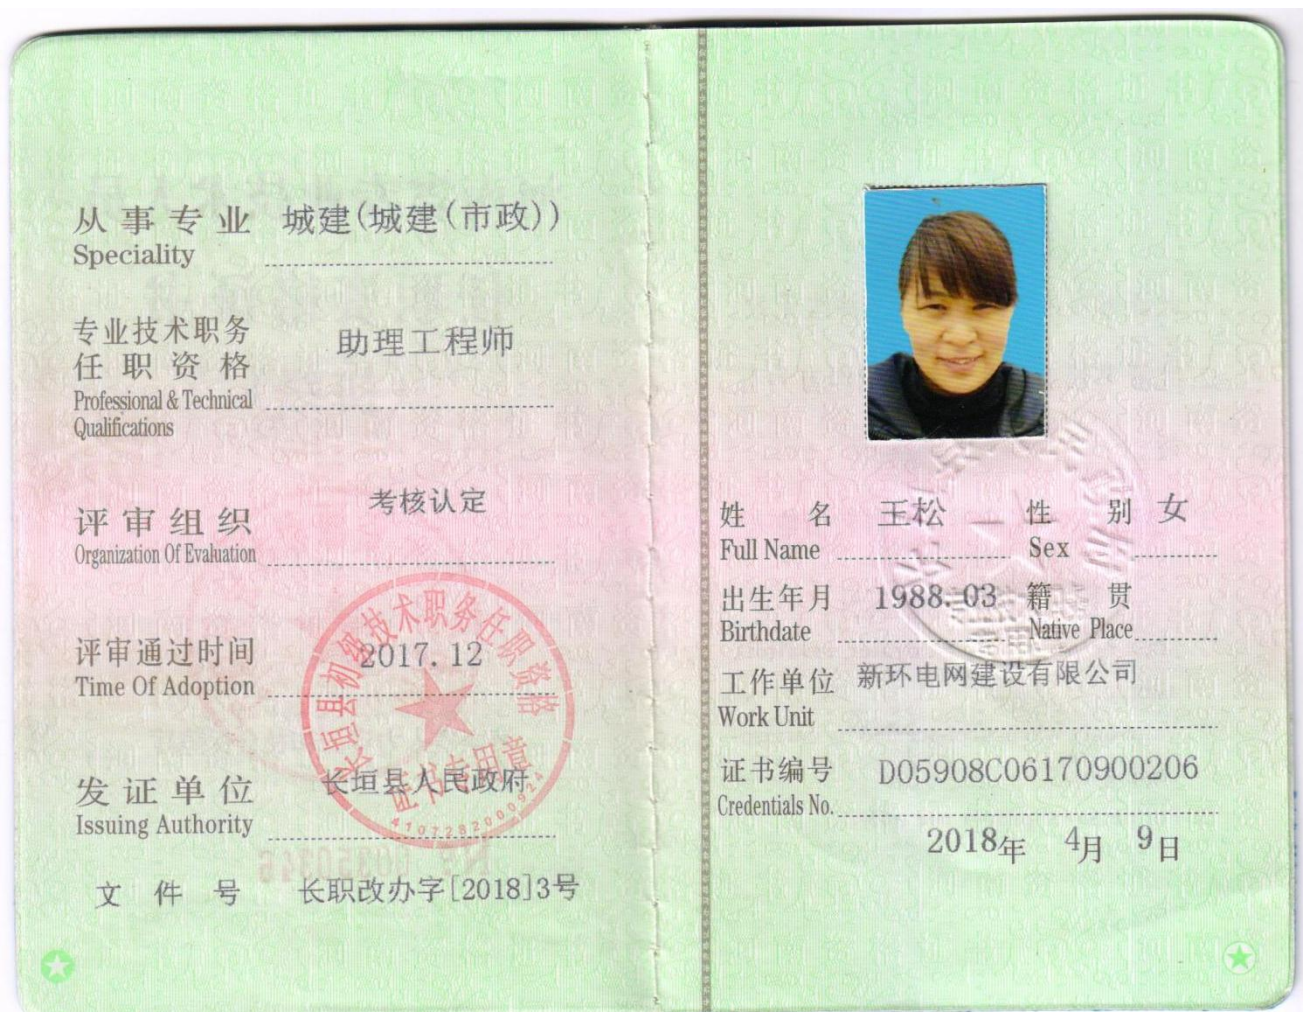 从事专业 城建(城建(市政))
Speciality
专业技术职务
任职资格 助理工程师
Professional & Technical
Qualifications
评审组织 考核认定
Organization Of Evaluation
评审通过时间 2017.12
Time Of Adoption
发证单位 长垣县人民政府
Issuing Authority
文件号 长职改办字[2018]3号
长垣县初级技术职务任职资格
证书专用章
4107282000924
姓名 王松 性别 女
Full Name Sex
出生年月 1988.03 籍贯
Birthdate Native Place
工作单位 新环电网建设有限公司
Work Unit
证书编号 D05908C06170900206
Credentials No.
2018年 4月 9日